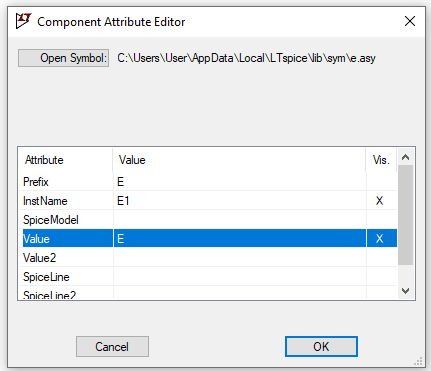 Component Attribute Editor
Open Symbol: C:\Users\User\AppData\Local\LTspice\lib\sym\e.asy
Attribute Value Vis.
Prefix E
InstName E1 X
SpiceModel
Value E X
Value2
SpiceLine
SpiceLine2
Cancel OK